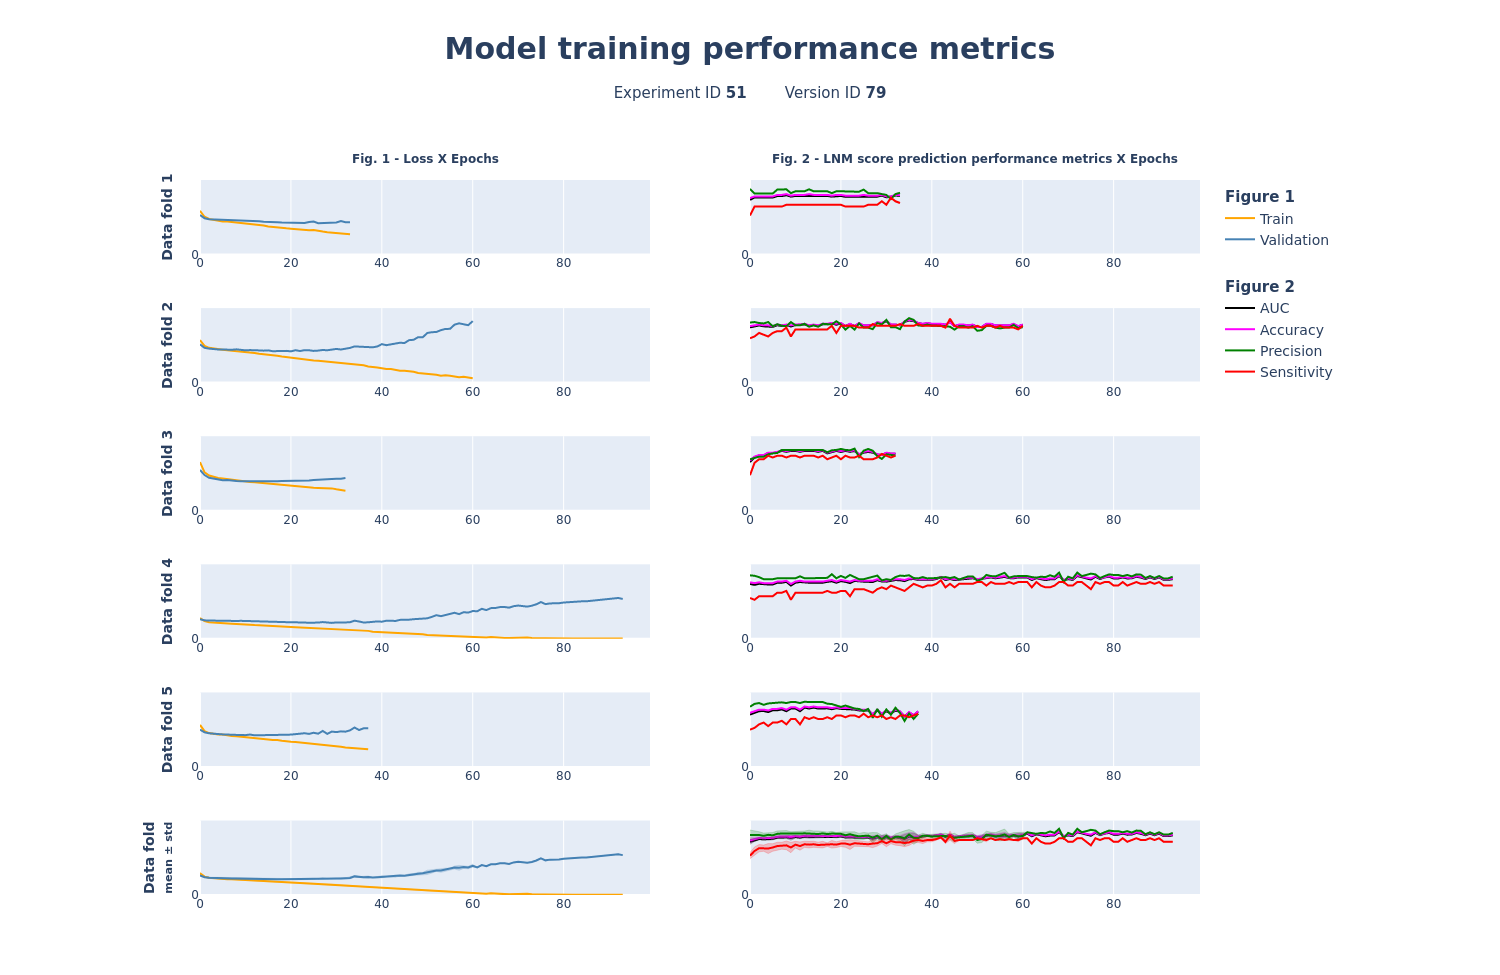 Model training performance metrics
Experiment ID 51 Version ID 79
Fig. 1 - Loss X Epochs
Fig. 2 - LNM score prediction performance metrics X Epochs
Data fold 1
0
0 20 40 60 80
0
0 20 40 60 80
Figure 1
Train
Validation
Figure 2
AUC
Accuracy
Precision
Sensitivity
Data fold 2
0
0 20 40 60 80
0
0 20 40 60 80
Data fold 3
0
0 20 40 60 80
0
0 20 40 60 80
Data fold 4
0
0 20 40 60 80
0
0 20 40 60 80
Data fold 5
0
0 20 40 60 80
0
0 20 40 60 80
Data fold
mean ± std
0
0 20 40 60 80
0
0 20 40 60 80